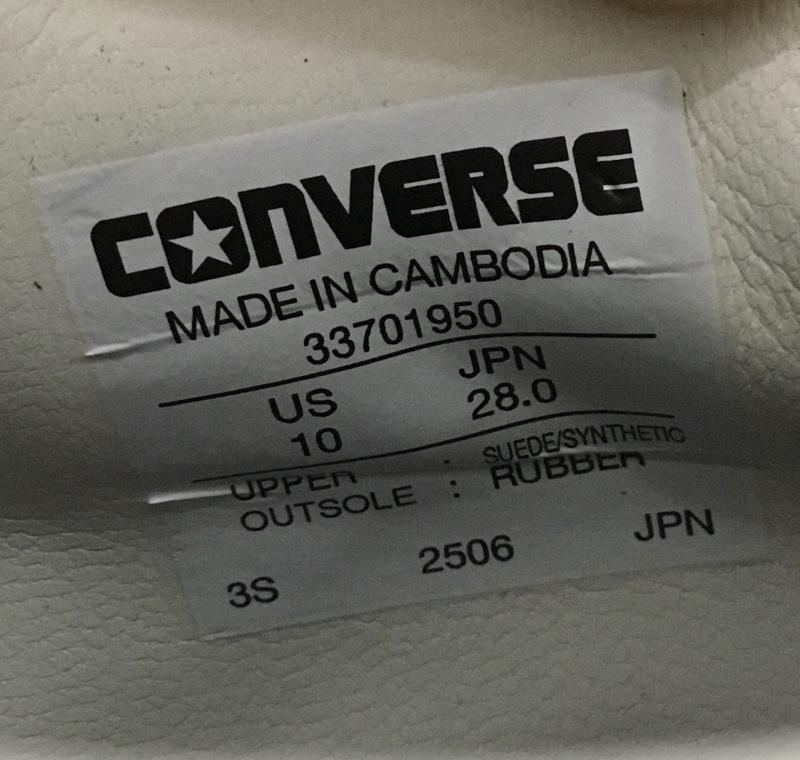 CONVERSE
MADE IN CAMBODIA
33701950
US JPN
10 28.0
UPPER : SUEDE/SYNTHETIC
OUTSOLE : RUBBER
3S 2506 JPN